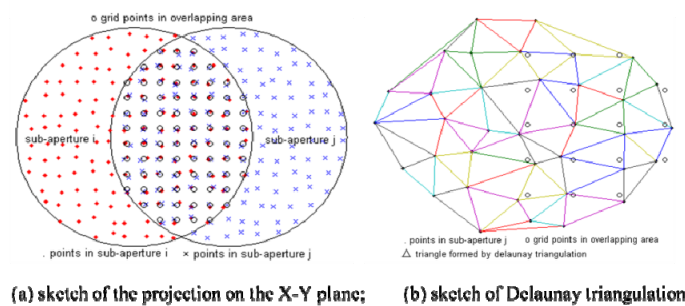 o grid points in overlapping area
sub-aperture i
sub-aperture j
. points in sub-aperture i
× points in sub-aperture j
(a) sketch of the projection on the X-Y plane;
. points in sub-aperture j
o grid points in overlapping area
△ triangle formed by delaunay triangulation
(b) sketch of Delaunay triangulation